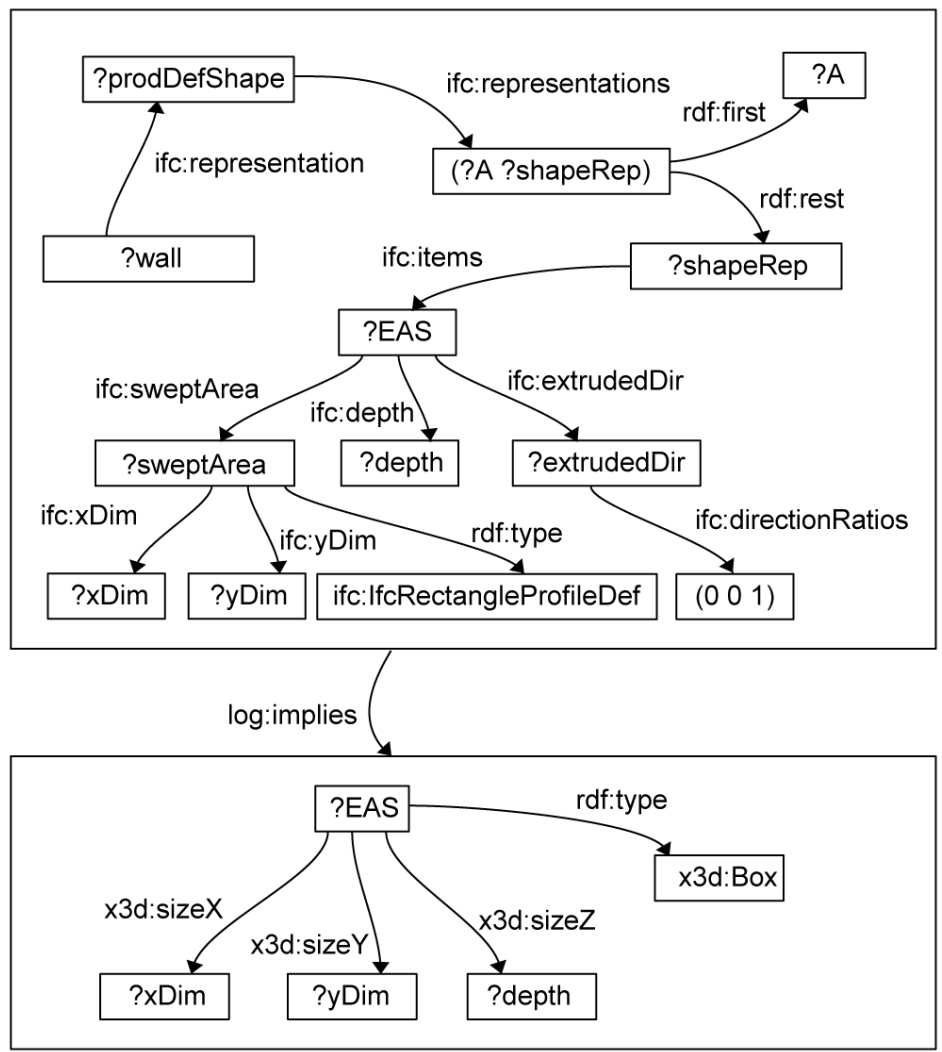 ?prodDefShape
ifc:representations
?A
rdf:first
ifc:representation
(?A ?shapeRep)
rdf:rest
?wall
ifc:items
?shapeRep
?EAS
ifc:sweptArea
ifc:depth
ifc:extrudedDir
?sweptArea
?depth
?extrudedDir
ifc:xDim
ifc:yDim
rdf:type
ifc:directionRatios
?xDim
?yDim
ifc:IfcRectangleProfileDef
(0 0 1)
log:implies
?EAS
rdf:type
x3d:Box
x3d:sizeX
x3d:sizeY
x3d:sizeZ
?xDim
?yDim
?depth